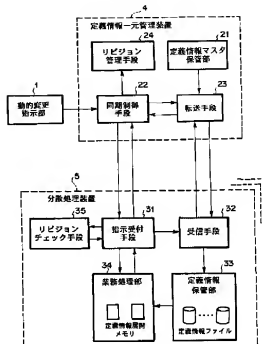 4
定義情報一元管理装置
24
21
リビジョン
管理手段
定義情報マスタ
保管部
1
22
23
動的変更
指示部
同期制御
手段
転送手段
5
分散処理装置
35
31
32
リビジョン
チェック手段
指示受付
手段
受信手段
34
33
業務処理部
定義情報
保管部
定義情報展開
メモリ
定義情報ファイル